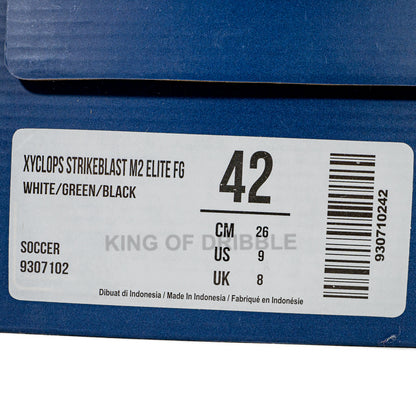 XYCLOPS STRIKEBLAST M2 ELITE FG
WHITE/GREEN/BLACK
42
CM 26
US 9
UK 8
KING OF DRIBBLE
SOCCER
9307102
Dibuat di Indonesia / Made In Indonesia / Fabriqué en Indonésie
930710242